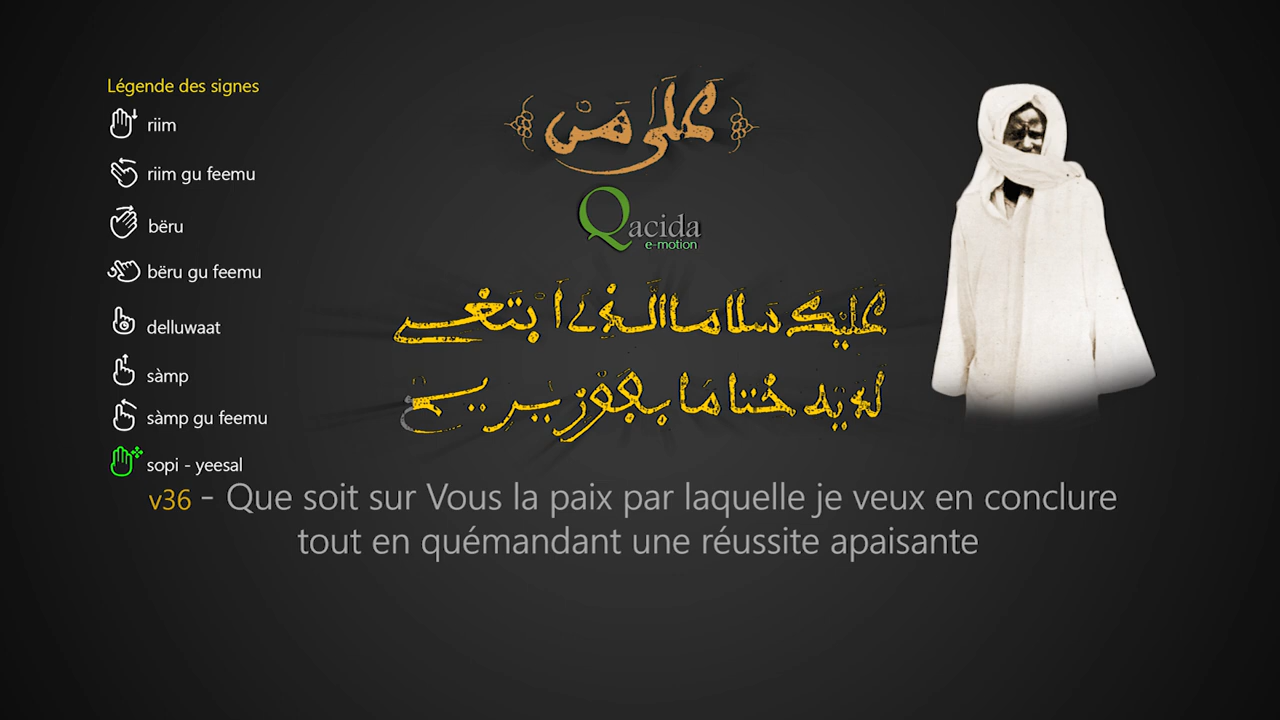 Légende des signes
riim
riim gu feemu
bëru
bëru gu feemu
delluwaat
sàmp
sàmp gu feemu
sopi - yeesal
عَلَى مَنْ
Qacida
e-motion
عليك سلاما الذي ابتغي
له به ختاما بفوز يريح
v36 - Que soit sur Vous la paix par laquelle je veux en conclure
tout en quémandant une réussite apaisante